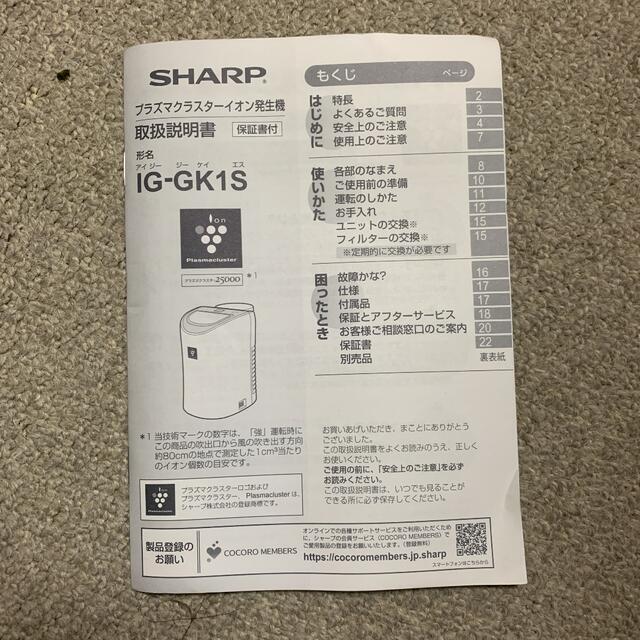 SHARP®
プラズマクラスターイオン発生機
取扱説明書 保証書付
形名
アイジー ジーケイ エス
IG-GK1S
Ion
Plasmacluster
プラズマクラスター25000 *1
*1 当技術マークの数字は、「強」運転時に
この商品の吹出口から風の吹き出す方向
約80cmの地点で測定した1cm³当たり
のイオン個数の目安です。
Plasmacluster
プラズマクラスターロゴおよび
プラズマクラスター、Plasmaclusterは、
シャープ株式会社の登録商標です。
もくじ ページ
はじめに
特長 2
よくあるご質問 3
安全上のご注意 4
使用上のご注意 7
使いかた
各部のなまえ 8
ご使用前の準備 10
運転のしかた 11
お手入れ 12
ユニットの交換※ 15
フィルターの交換※ 15
※定期的に交換が必要です
困ったとき
故障かな? 16
仕様 17
付属品 17
保証とアフターサービス 18
お客様ご相談窓口のご案内 20
保証書 22
別売品 裏表紙
お買いあげいただき、まことにありがとう
ございました。
この取扱説明書をよくお読みのうえ、正しく
お使いください。
ご使用の前に、「安全上のご注意」を必ず
お読みください。
この取扱説明書は、いつでも見ることが
できる所に必ず保存してください。
製品登録の
お願い
COCORO MEMBERS
オンラインでの各種サポートサービスをご利用いただくため
に、シャープの会員サービス（COCORO MEMBERS）で
ご愛用製品の登録をお願いいたします。（登録無料）
https://cocoromembers.jp.sharp
スマートフォンはこちらから